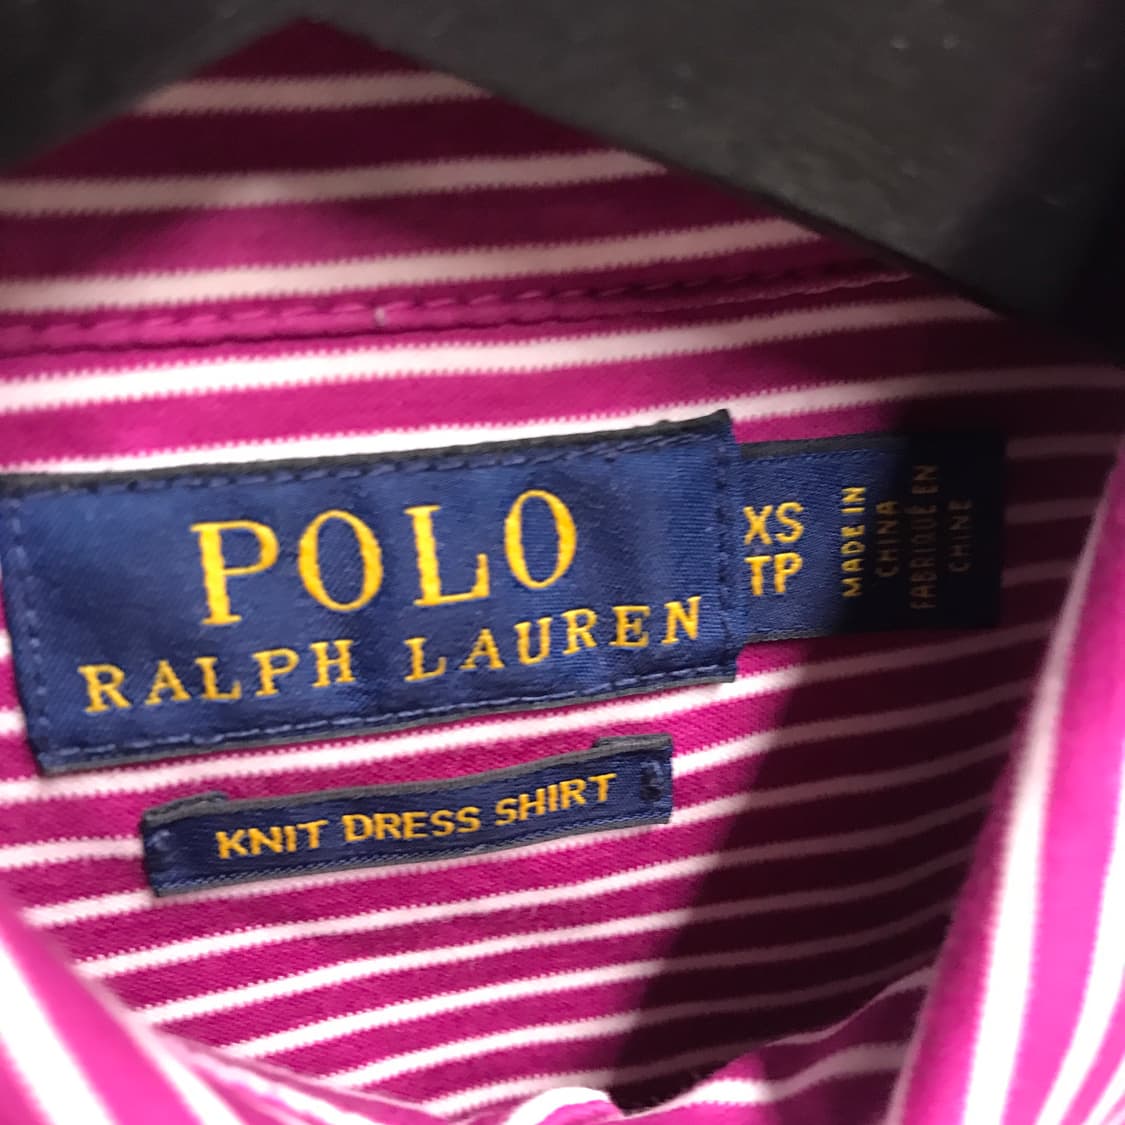 POLO
RALPH LAUREN
XS
TP
MADE IN
CHINA
FABRIQUÉ EN
CHINE
KNIT DRESS SHIRT